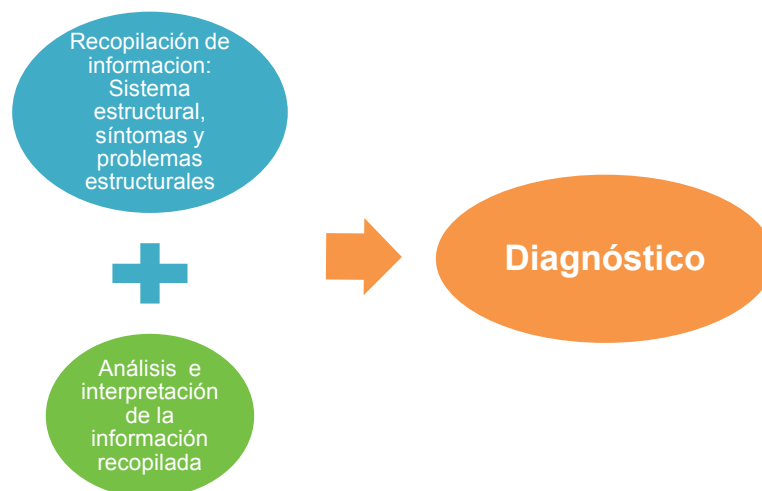 Recopilación de
informacion:
Sistema
estructural,
síntomas y
problemas
estructurales
Análisis e
interpretación
de la
información
recopilada
Diagnóstico